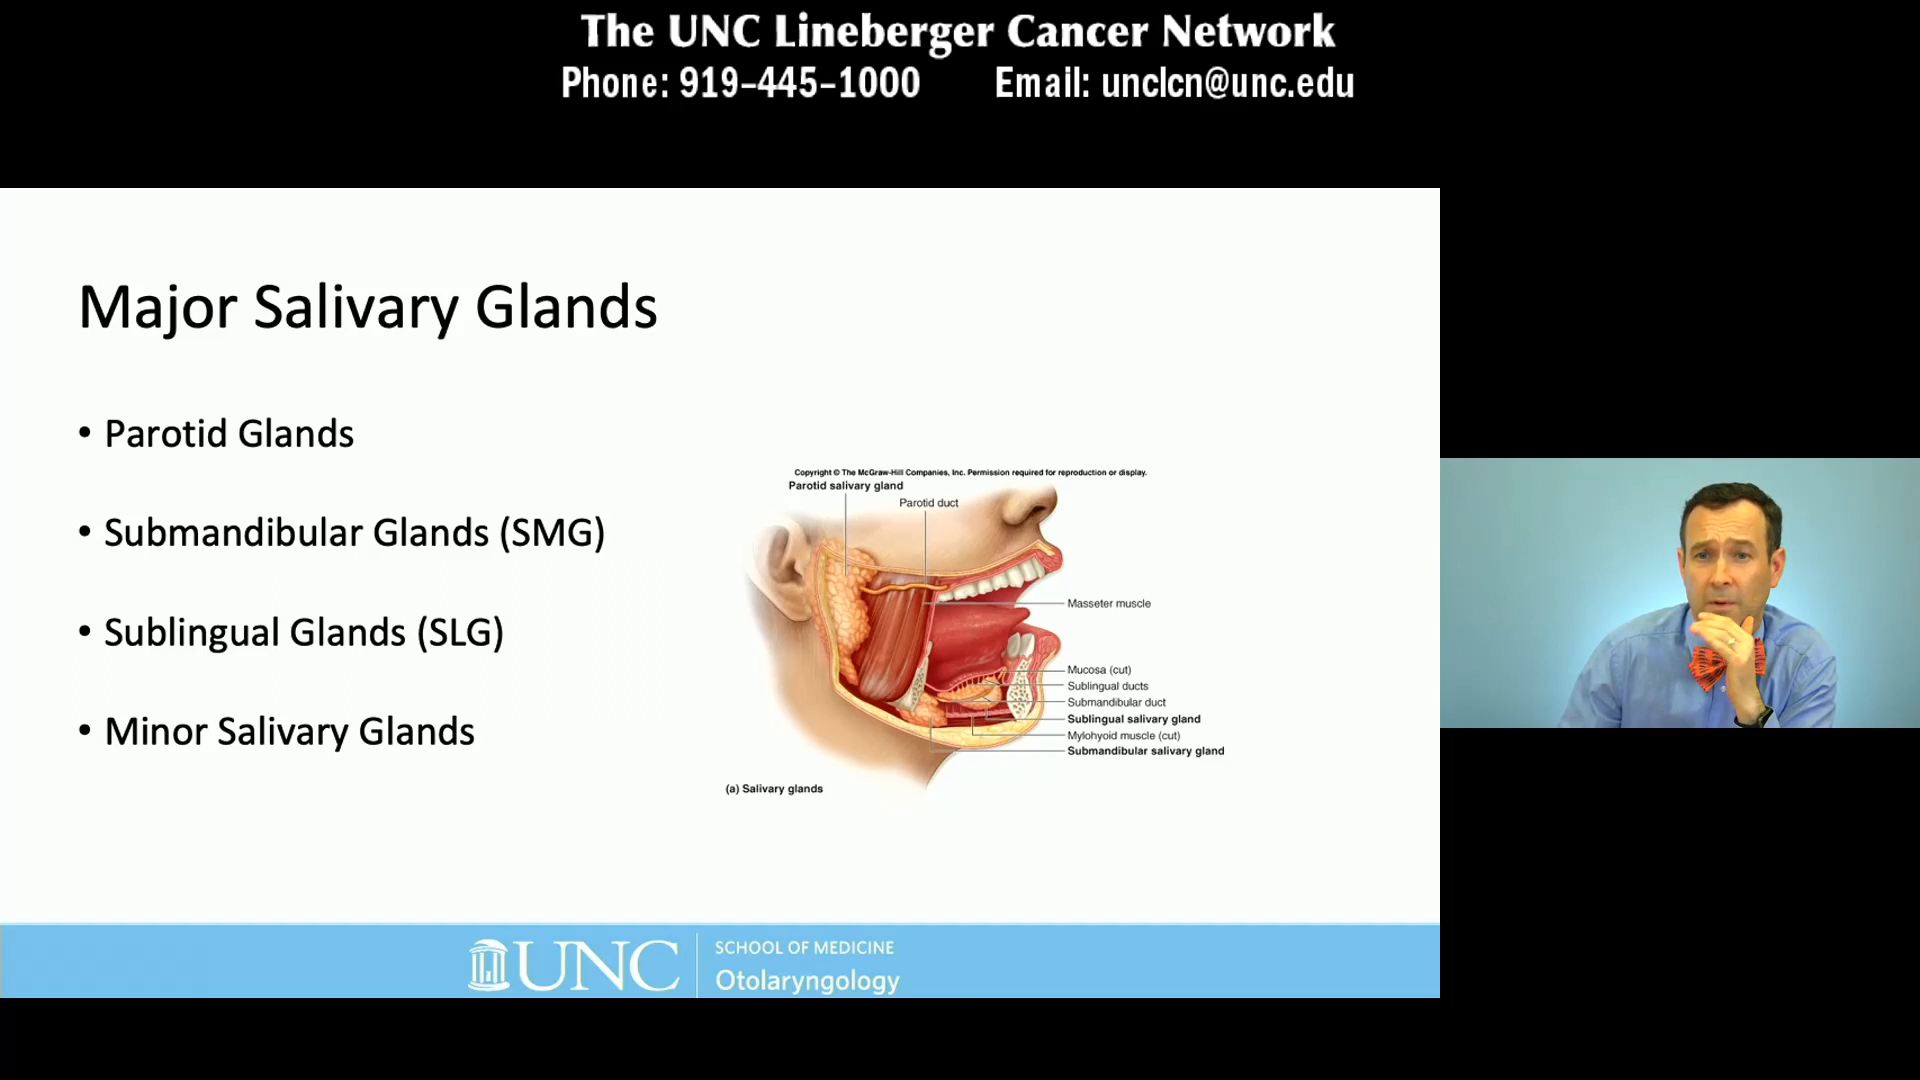 The UNC Lineberger Cancer Network
Phone: 919-445-1000 Email: unclcn@unc.edu
Major Salivary Glands
• Parotid Glands
• Submandibular Glands (SMG)
• Sublingual Glands (SLG)
• Minor Salivary Glands
Copyright © The McGraw-Hill Companies, Inc. Permission required for reproduction or display.
Parotid salivary gland
Parotid duct
Masseter muscle
Mucosa (cut)
Sublingual ducts
Submandibular duct
Sublingual salivary gland
Mylohyoid muscle (cut)
Submandibular salivary gland
(a) Salivary glands
UNC
SCHOOL OF MEDICINE
Otolaryngology